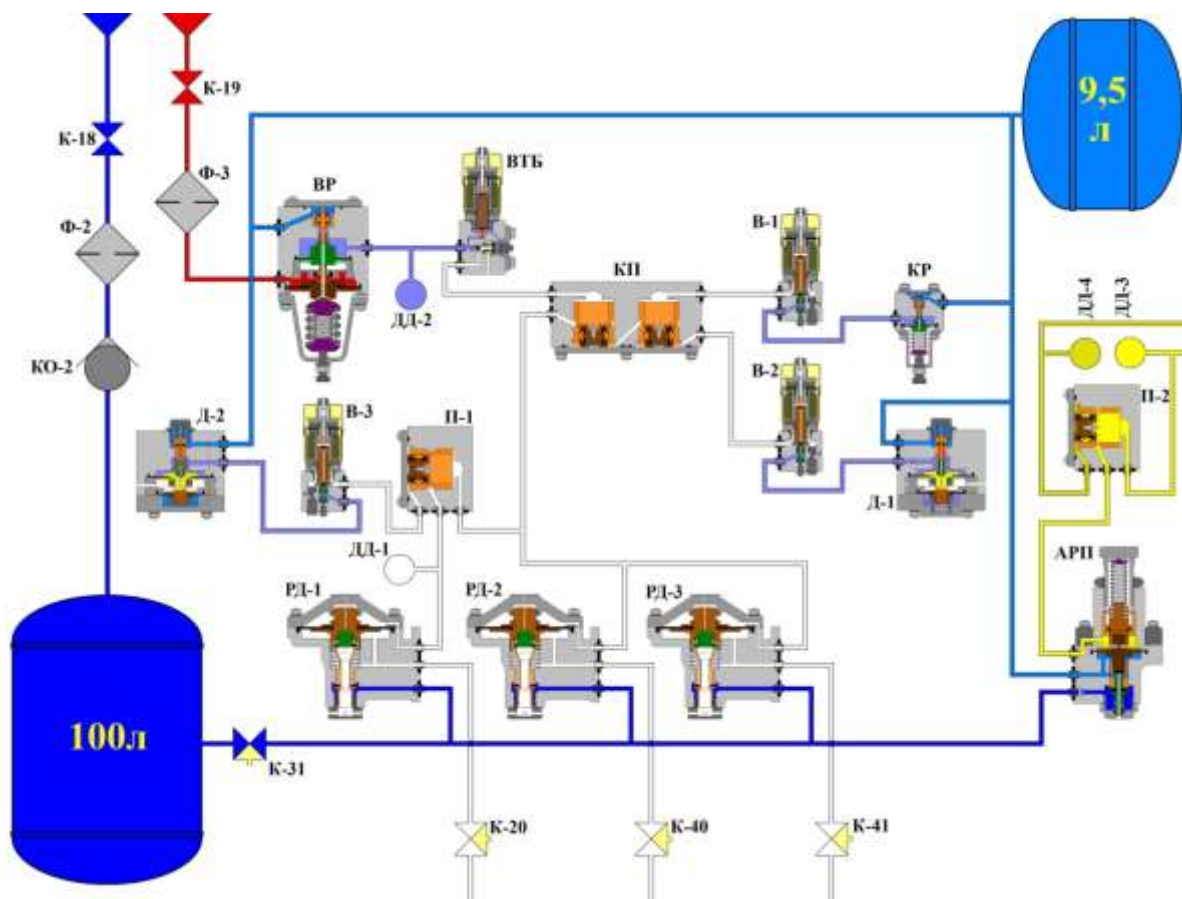 К-19
9,5
л
К-18
Ф-3
ВР
ВТБ
Ф-2
В-1
КП
КР
ДД-4
ДД-3
ДД-2
КО-2
В-2
Д-2
В-3
П-1
П-2
Д-1
ДД-1
АРП
РД-1
РД-2
РД-3
100л
К-31
К-20
К-40
К-41